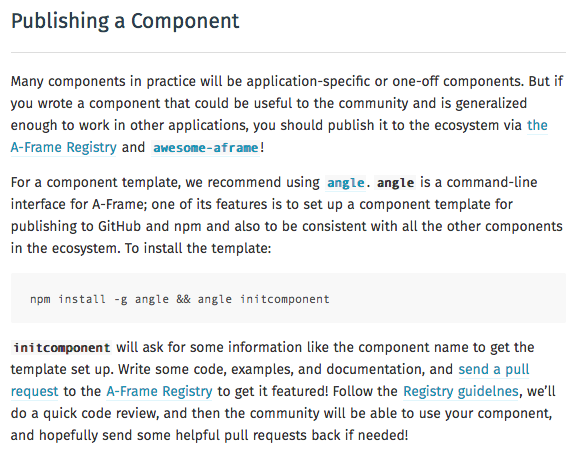 Publishing a Component
Many components in practice will be application-specific or one-off components. But if
you wrote a component that could be useful to the community and is generalized
enough to work in other applications, you should publish it to the ecosystem via the
A-Frame Registry and awesome-aframe!
For a component template, we recommend using angle. angle is a command-line
interface for A-Frame; one of its features is to set up a component template for
publishing to GitHub and npm and also to be consistent with all the other components
in the ecosystem. To install the template:
npm install -g angle && angle initcomponent
initcomponent will ask for some information like the component name to get the
template set up. Write some code, examples, and documentation, and send a pull
request to the A-Frame Registry to get it featured! Follow the Registry guidelnes, we'll
do a quick code review, and then the community will be able to use your component,
and hopefully send some helpful pull requests back if needed!